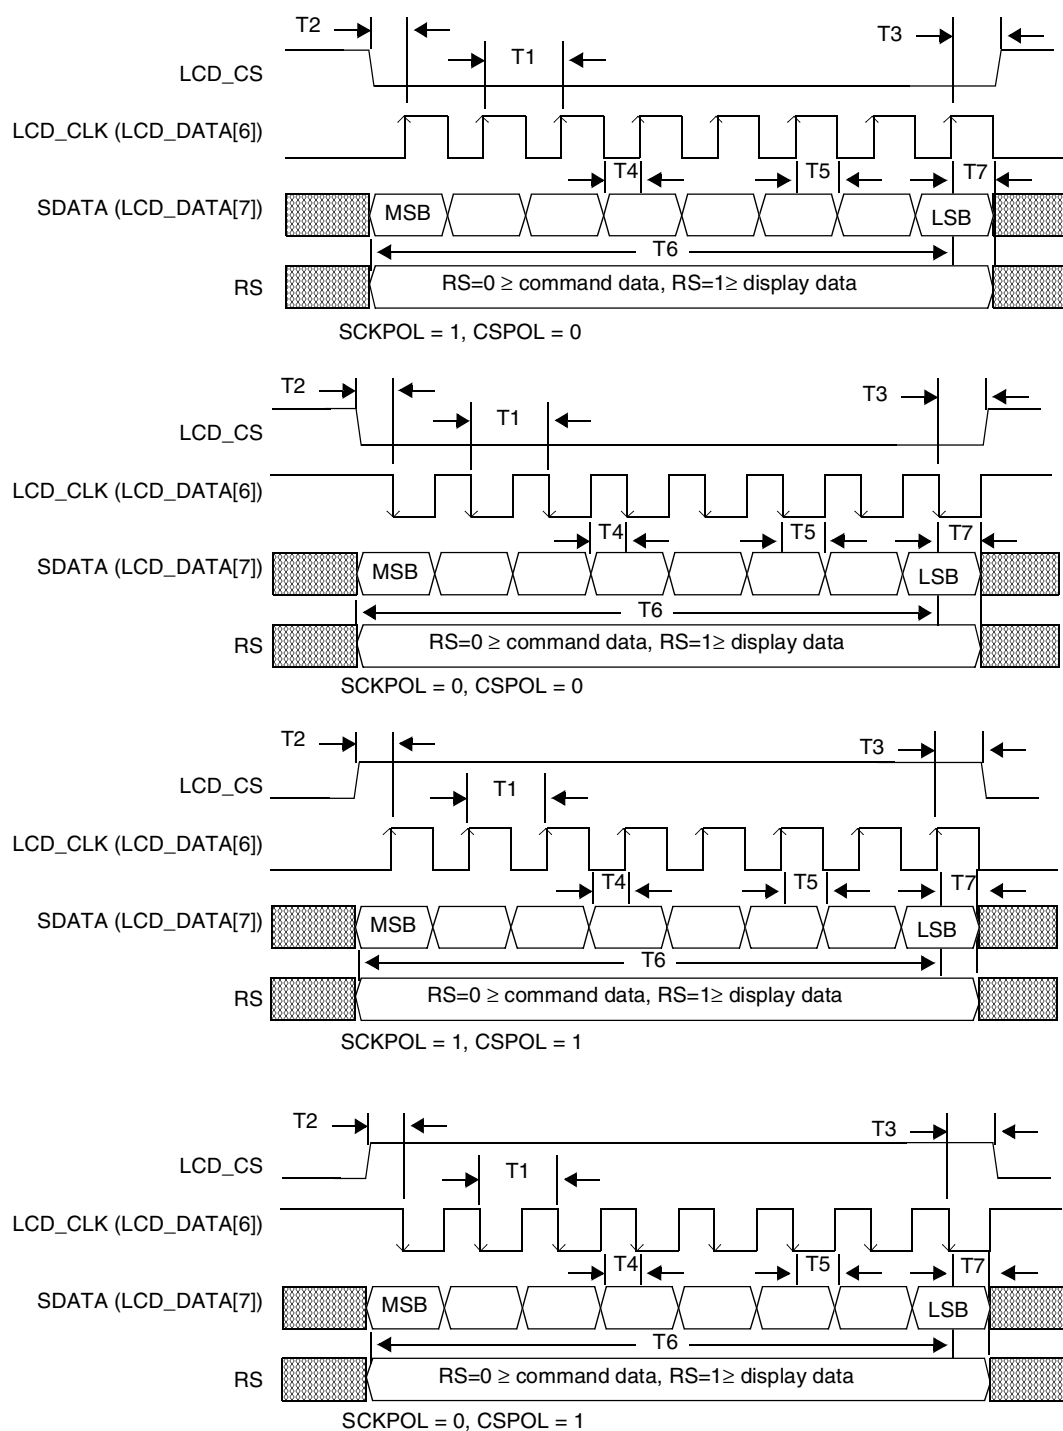 T2
T3
T1
LCD_CS
LCD_CLK (LCD_DATA[6])
T4
T5
T7
SDATA (LCD_DATA[7])
MSB
LSB
T6
RS
RS=0 ≥ command data, RS=1≥ display data
SCKPOL = 1, CSPOL = 0
T2
T3
T1
LCD_CS
LCD_CLK (LCD_DATA[6])
T4
T5
T7
SDATA (LCD_DATA[7])
MSB
LSB
T6
RS
RS=0 ≥ command data, RS=1≥ display data
SCKPOL = 0, CSPOL = 0
T2
T3
LCD_CS
T1
LCD_CLK (LCD_DATA[6])
T4
T5
T7
SDATA (LCD_DATA[7])
MSB
LSB
T6
RS
RS=0 ≥ command data, RS=1≥ display data
SCKPOL = 1, CSPOL = 1
T2
T3
LCD_CS
T1
LCD_CLK (LCD_DATA[6])
T4
T5
T7
SDATA (LCD_DATA[7])
MSB
LSB
T6
RS
RS=0 ≥ command data, RS=1≥ display data
SCKPOL = 0, CSPOL = 1